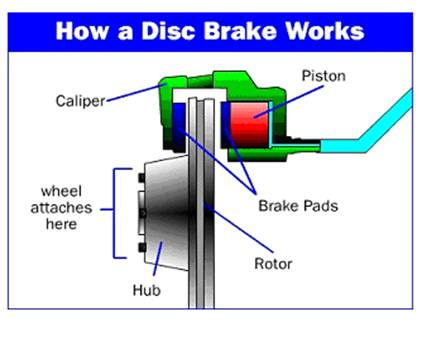 How a Disc Brake Works
Piston
Caliper
wheel
attaches
here
Brake Pads
Rotor
Hub